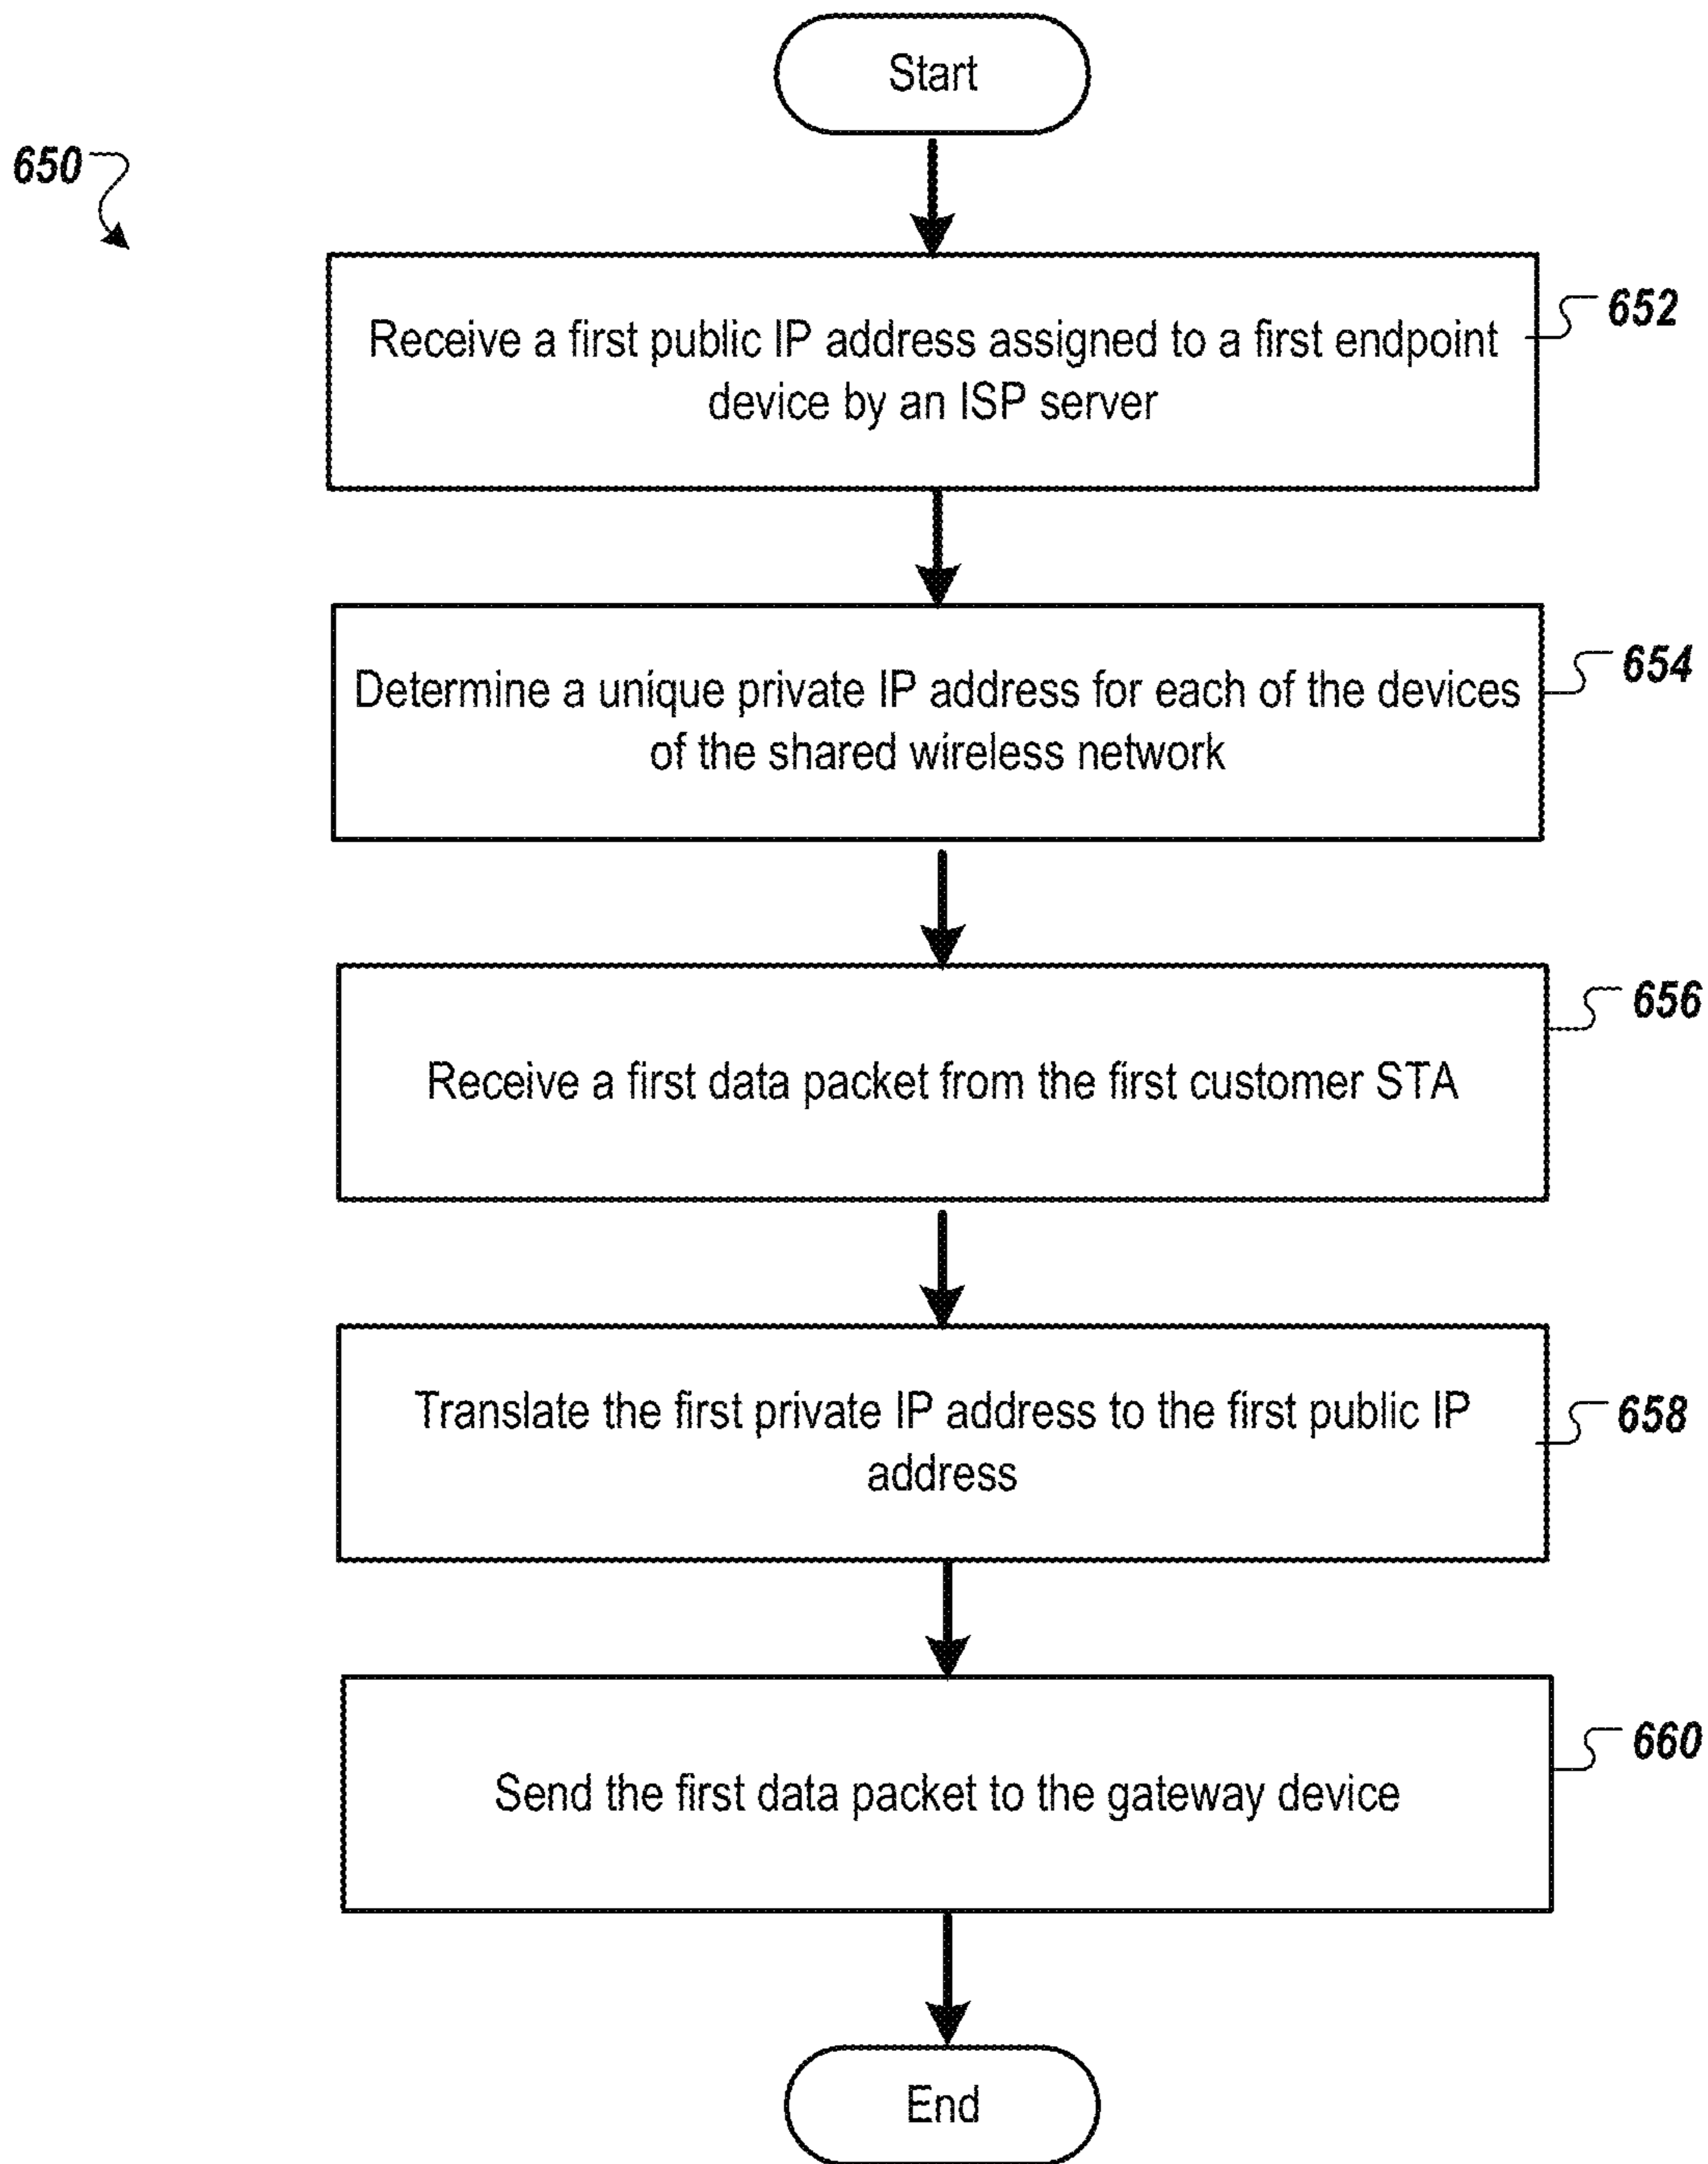 Start
650
Receive a first public IP address assigned to a first endpoint
device by an ISP server
652
Determine a unique private IP address for each of the devices
of the shared wireless network
654
Receive a first data packet from the first customer STA
656
Translate the first private IP address to the first public IP
address
658
Send the first data packet to the gateway device
660
End